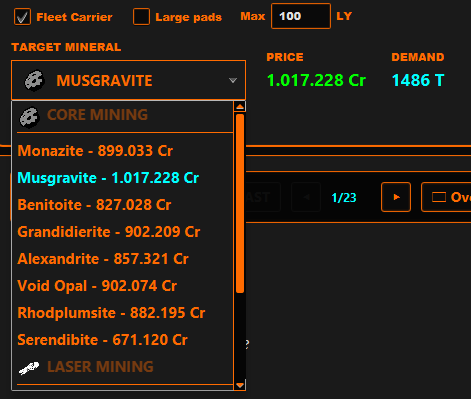 Fleet Carrier Large pads Max 100 LY
TARGET MINERAL
PRICE DEMAND
MUSGRAVITE 1.017.228 Cr 1486 T
CORE MINING
Monazite - 899.033 Cr
Musgravite - 1.017.228 Cr
Benitoite - 827.028 Cr
Grandidierite - 902.209 Cr
Alexandrite - 857.321 Cr
Void Opal - 902.074 Cr
Rhodplumsite - 882.195 Cr
Serendibite - 671.120 Cr
LASER MINING
1/23